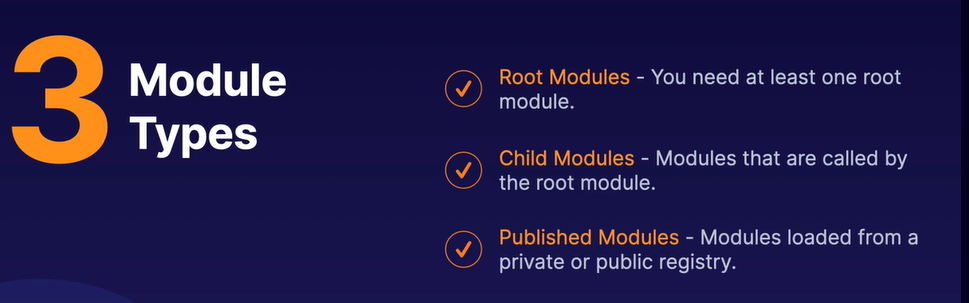 3
Module
Types
Root Modules - You need at least one root
module.
Child Modules - Modules that are called by
the root module.
Published Modules - Modules loaded from a
private or public registry.